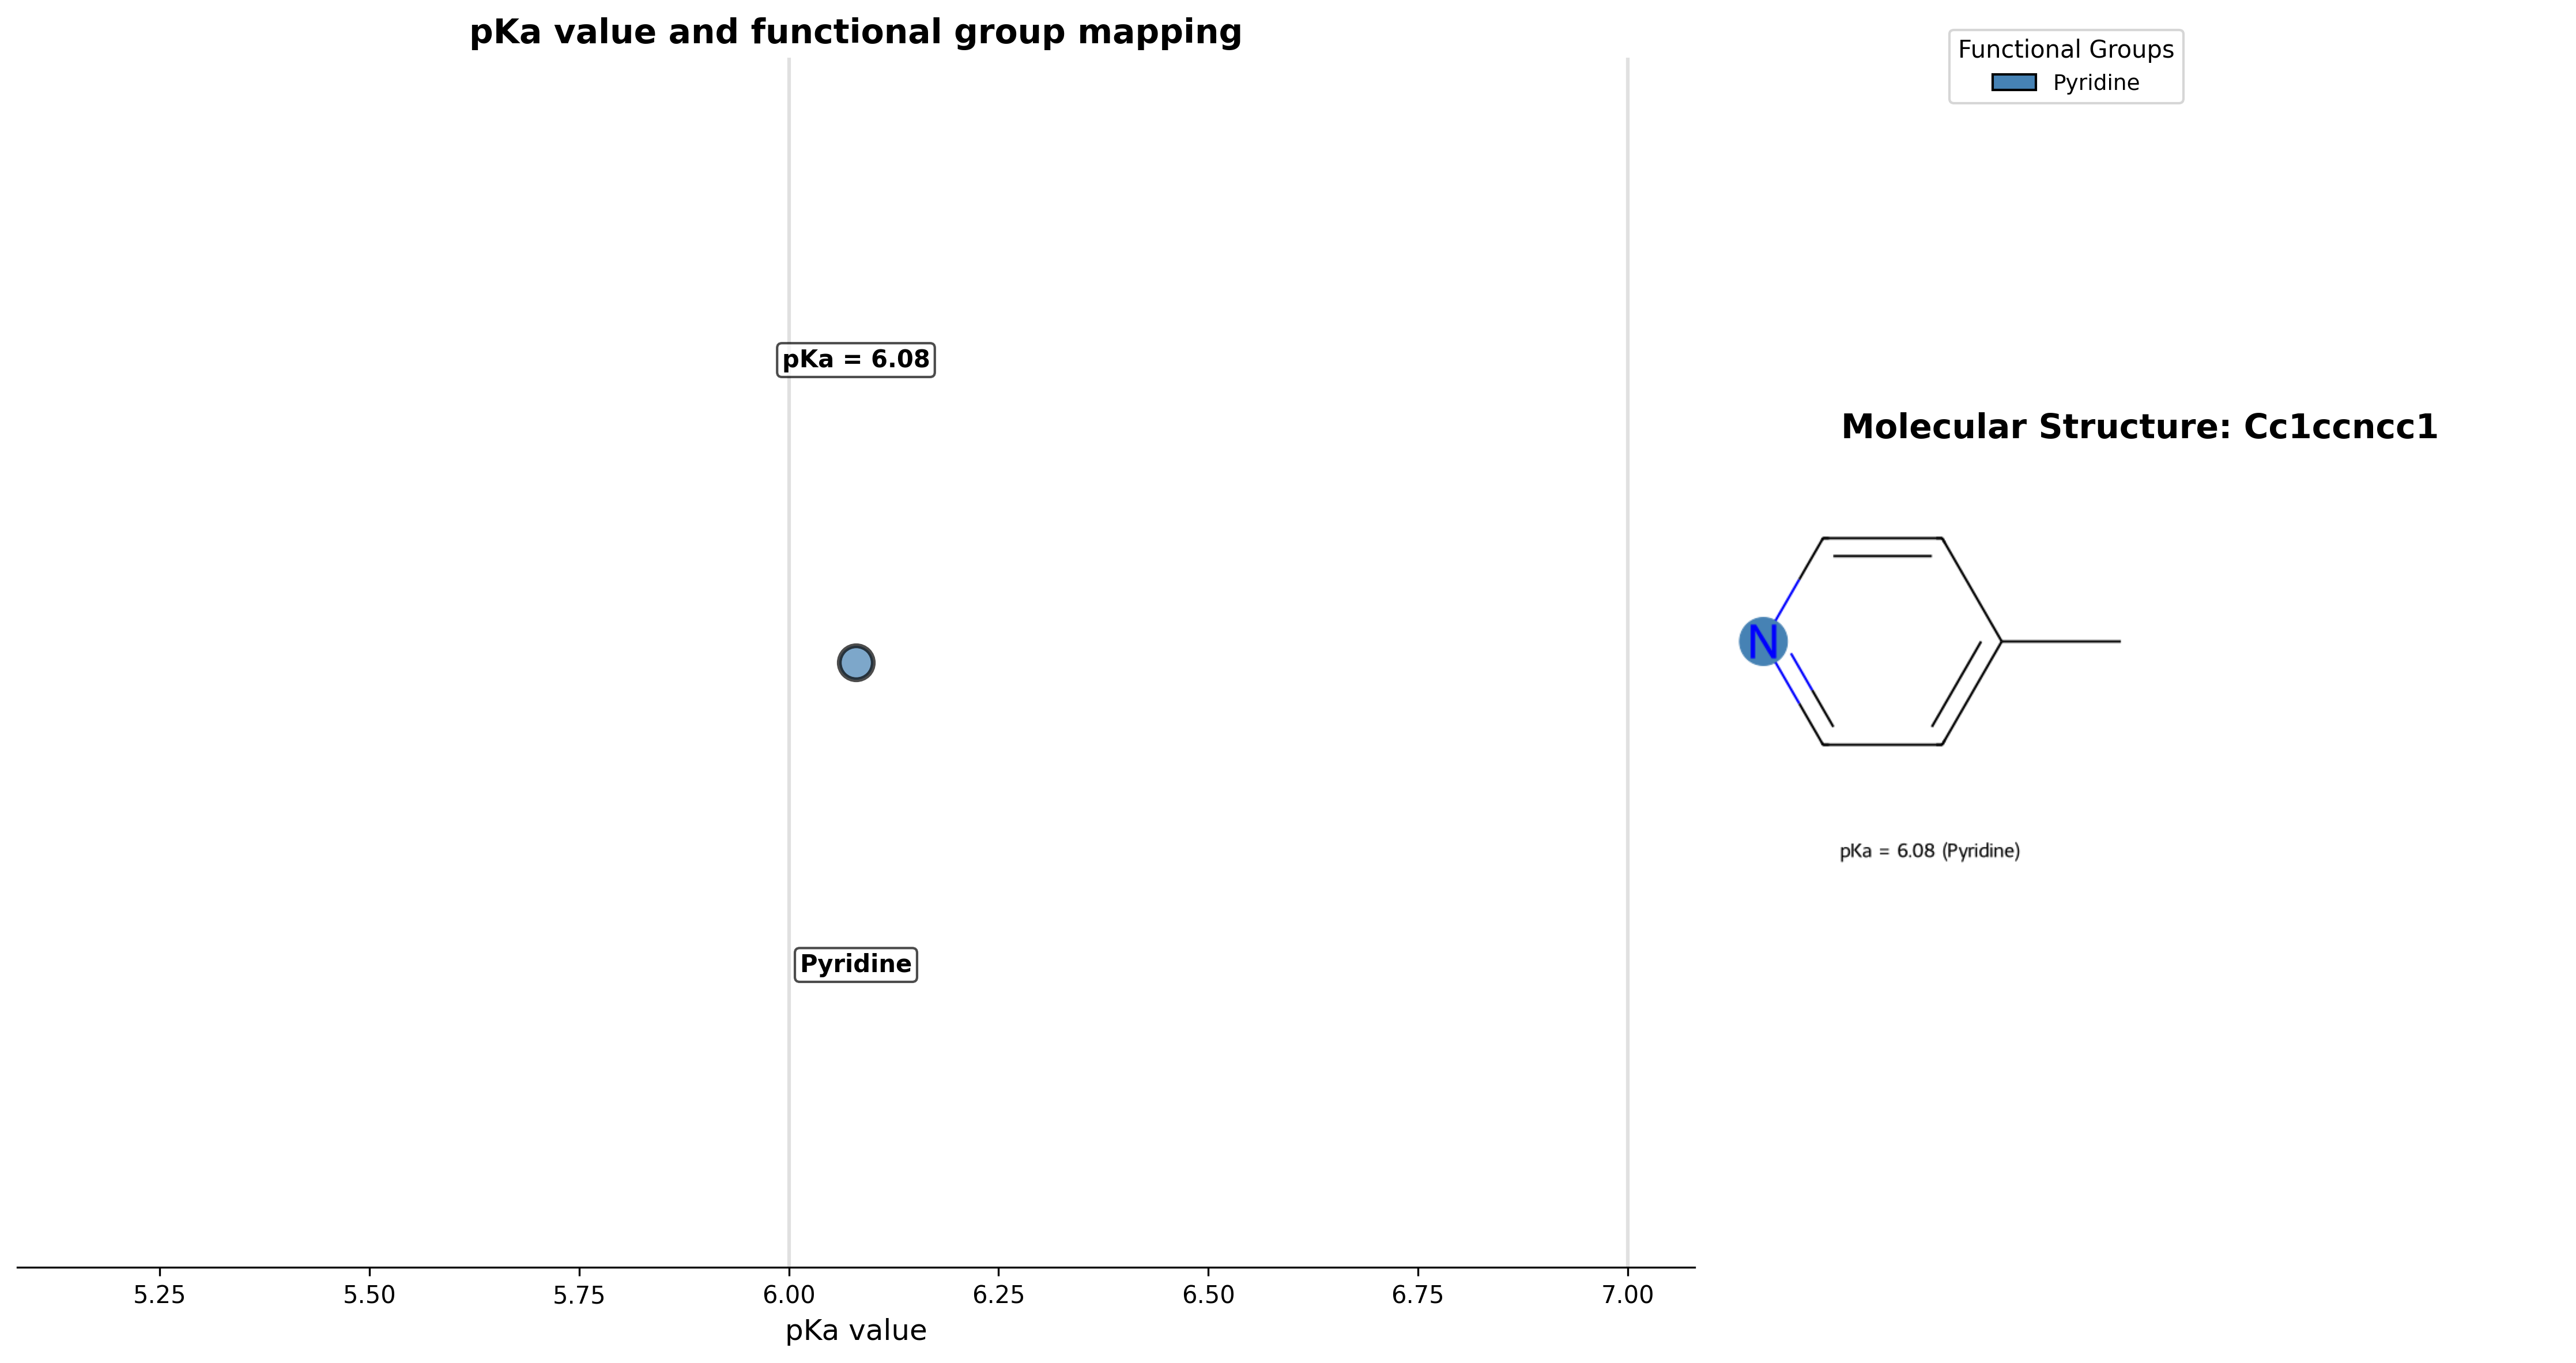 pKa value and functional group mapping
Functional Groups
Pyridine
pKa = 6.08
Molecular Structure: Cc1ccncc1
N
pKa = 6.08 (Pyridine)
Pyridine
5.25 5.50 5.75 6.00 6.25 6.50 6.75 7.00
pKa value